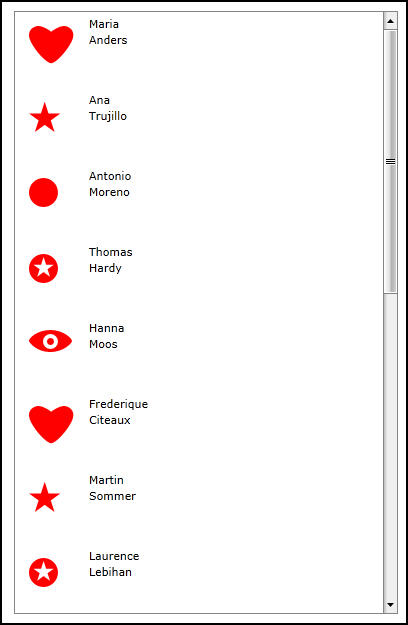 Maria
Anders
Ana
Trujillo
Antonio
Moreno
Thomas
Hardy
Hanna
Moos
Frederique
Citeaux
Martin
Sommer
Laurence
Lebihan